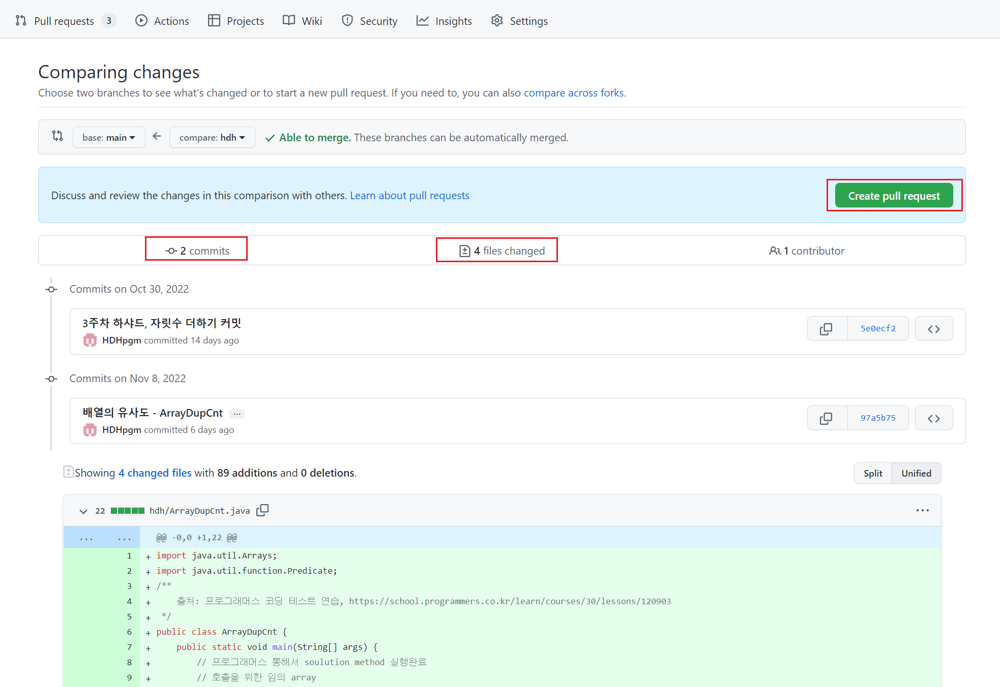 Pull requests 3 Actions Projects Wiki Security Insights Settings
Comparing changes
Choose two branches to see what's changed or to start a new pull request. If you need to, you can also compare across forks.
base: main compare: hdh Able to merge. These branches can be automatically merged.
Discuss and review the changes in this comparison with others. Learn about pull requests
Create pull request
2 commits 4 files changed 1 contributor
Commits on Oct 30, 2022
3주차 하샤드, 자릿수 더하기 커밋
HDHpgm committed 14 days ago
5e0ecf2 <>
Commits on Nov 8, 2022
배열의 유사도 - ArrayDupCnt ...
HDHpgm committed 6 days ago
97a5b75 <>
Showing 4 changed files with 89 additions and 0 deletions.
Split Unified
22 hdh/ArrayDupCnt.java ...
... ... @@ -0,0 +1,22 @@
1 + import java.util.Arrays;
2 + import java.util.function.Predicate;
3 + /**
4 + 출처: 프로그래머스 코딩 테스트 연습, https://school.programmers.co.kr/learn/courses/30/lessons/120903
5 + */
6 + public class ArrayDupCnt {
7 + public static void main(String[] args) {
8 + // 프로그래머스 통해서 soulution method 실행완료
9 + // 호출을 위한 임의 array